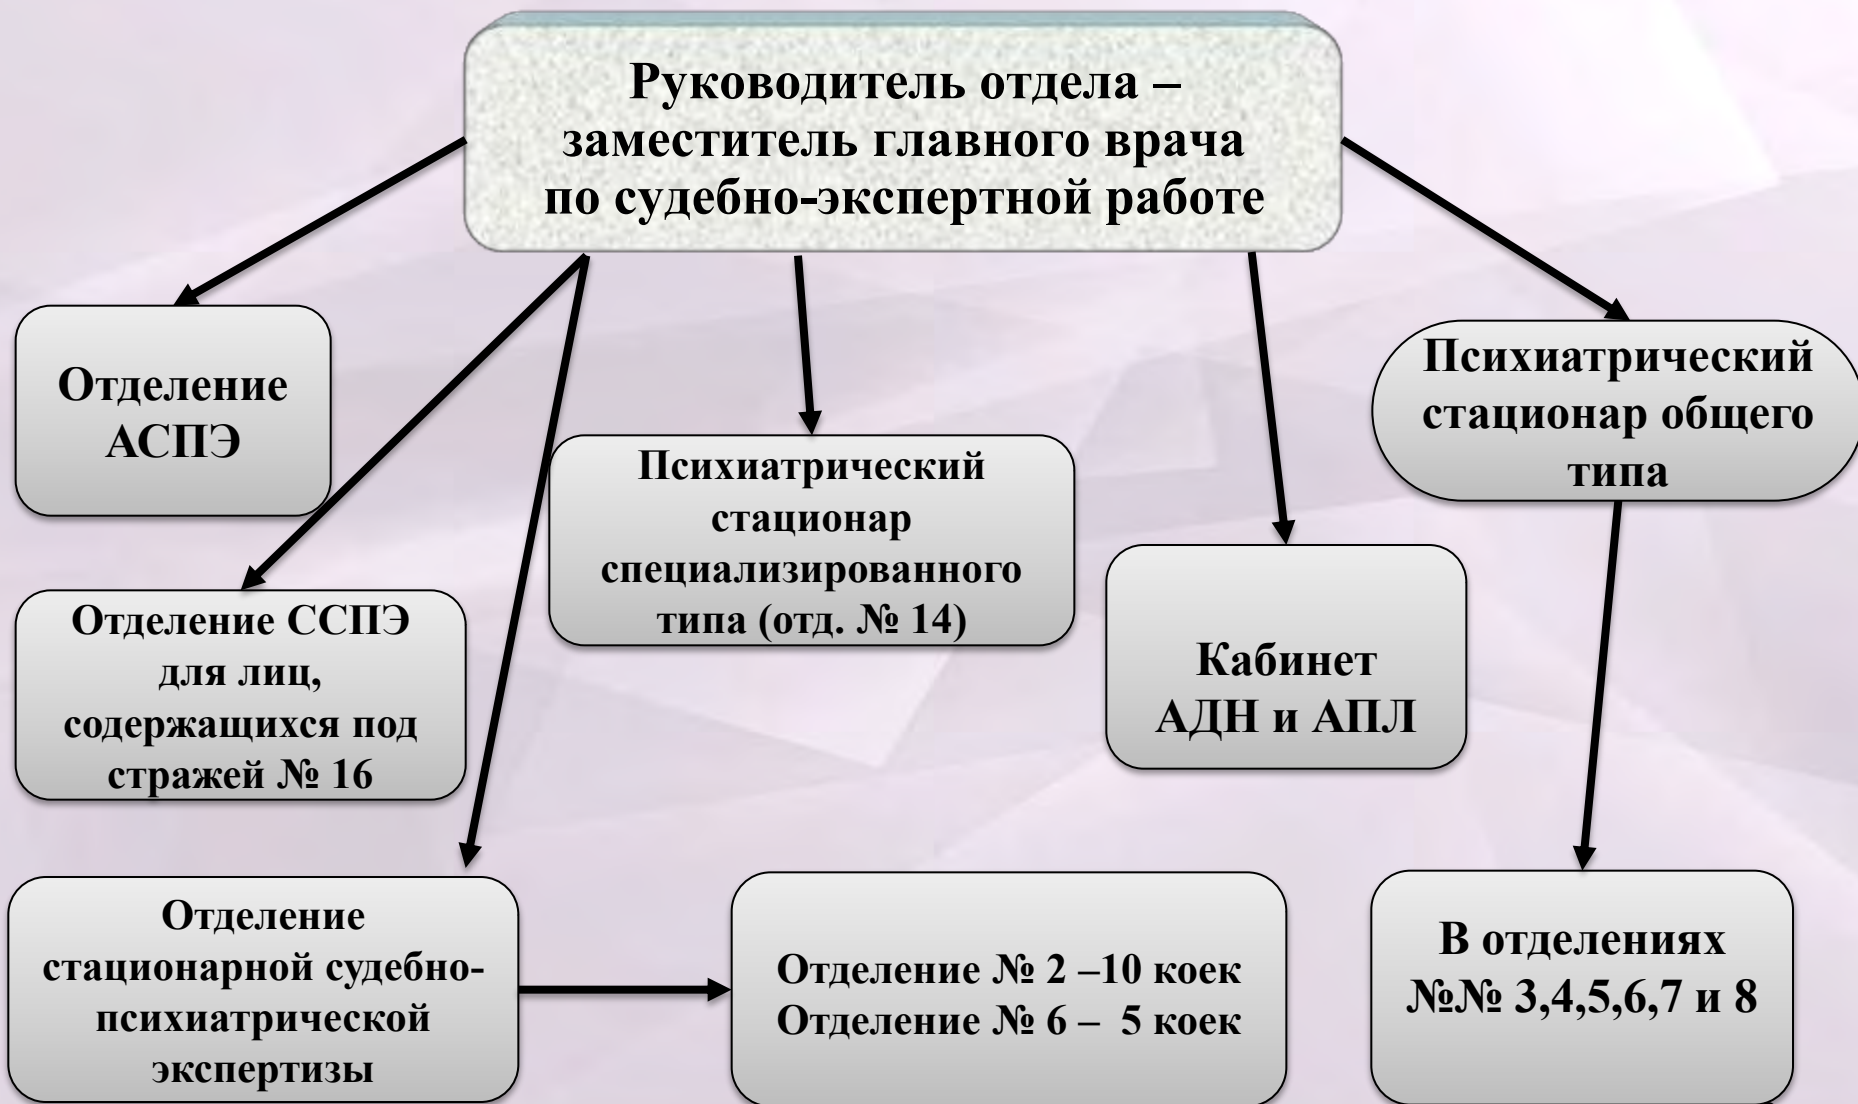 Руководитель отдела –
заместитель главного врача
по судебно-экспертной работе
Отделение
АСПЭ
Психиатрический
стационар общего
типа
Психиатрический
стационар
специализированного
типа (отд. № 14)
Кабинет
АДН и АПЛ
Отделение ССПЭ
для лиц,
содержащихся под
стражей № 16
Отделение
стационарной судебно-
психиатрической
экспертизы
Отделение № 2 –10 коек
Отделение № 6 – 5 коек
В отделениях
№№ 3,4,5,6,7 и 8